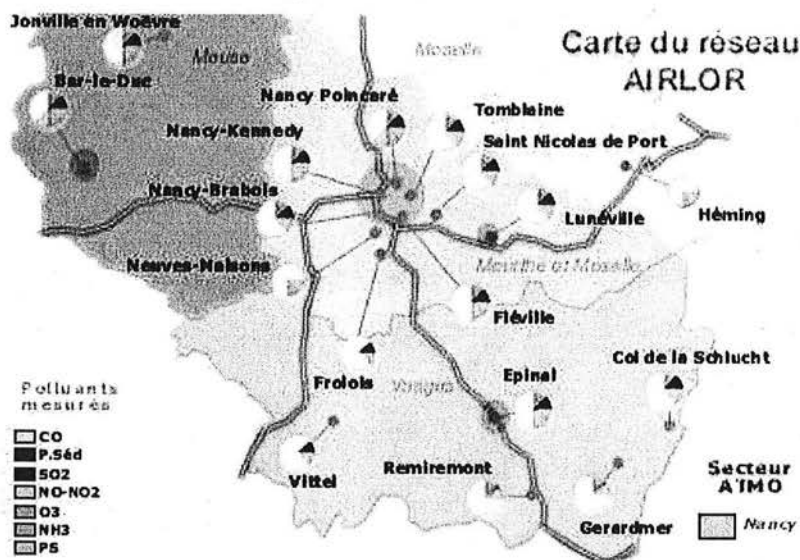 Jonville en Woëvre
Meuse
Bar-le-Duc
Moselle
Carte du réseau
AIRLOR
Nancy Poincaré
Tomblaine
Nancy-Kennedy
Saint Nicolas de Port
Nancy-Brabois
Lunéville
Héming
Neuves-Maisons
Meurthe et Moselle
Fléville
Col de la Schlucht
Epinal
Frolois
Vosges
Polluants
mesurés
CO
P.Séd
SO2
NO-NO2
O3
NH3
PS
Vittel
Remiremont
Gerardmer
Secteur
ATMO
Nancy